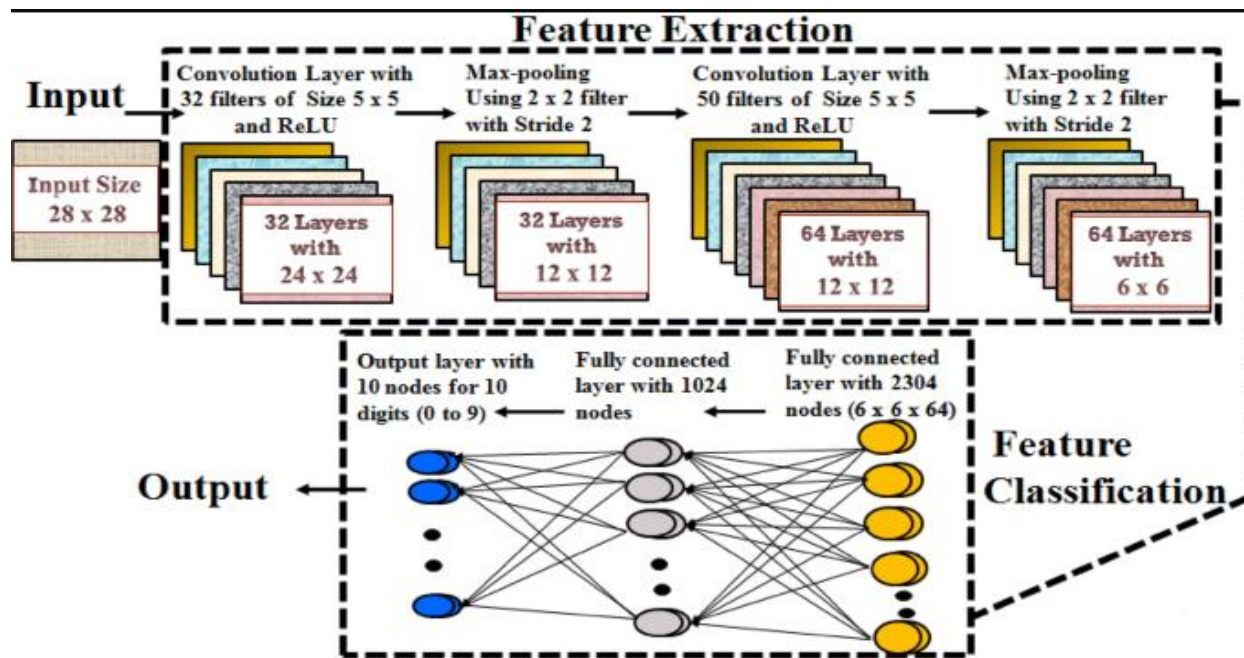 Feature Extraction
Input
Input Size
28 x 28
Convolution Layer with
32 filters of Size 5 x 5
and ReLU
32 Layers
with
24 x 24
Max-pooling
Using 2 x 2 filter
with Stride 2
32 Layers
with
12 x 12
Convolution Layer with
50 filters of Size 5 x 5
and ReLU
64 Layers
with
12 x 12
Max-pooling
Using 2 x 2 filter
with Stride 2
64 Layers
with
6 x 6
Output layer with
10 nodes for 10
digits (0 to 9)
Fully connected
layer with 1024
nodes
Fully connected
layer with 2304
nodes (6 x 6 x 64)
Feature
Classification
Output